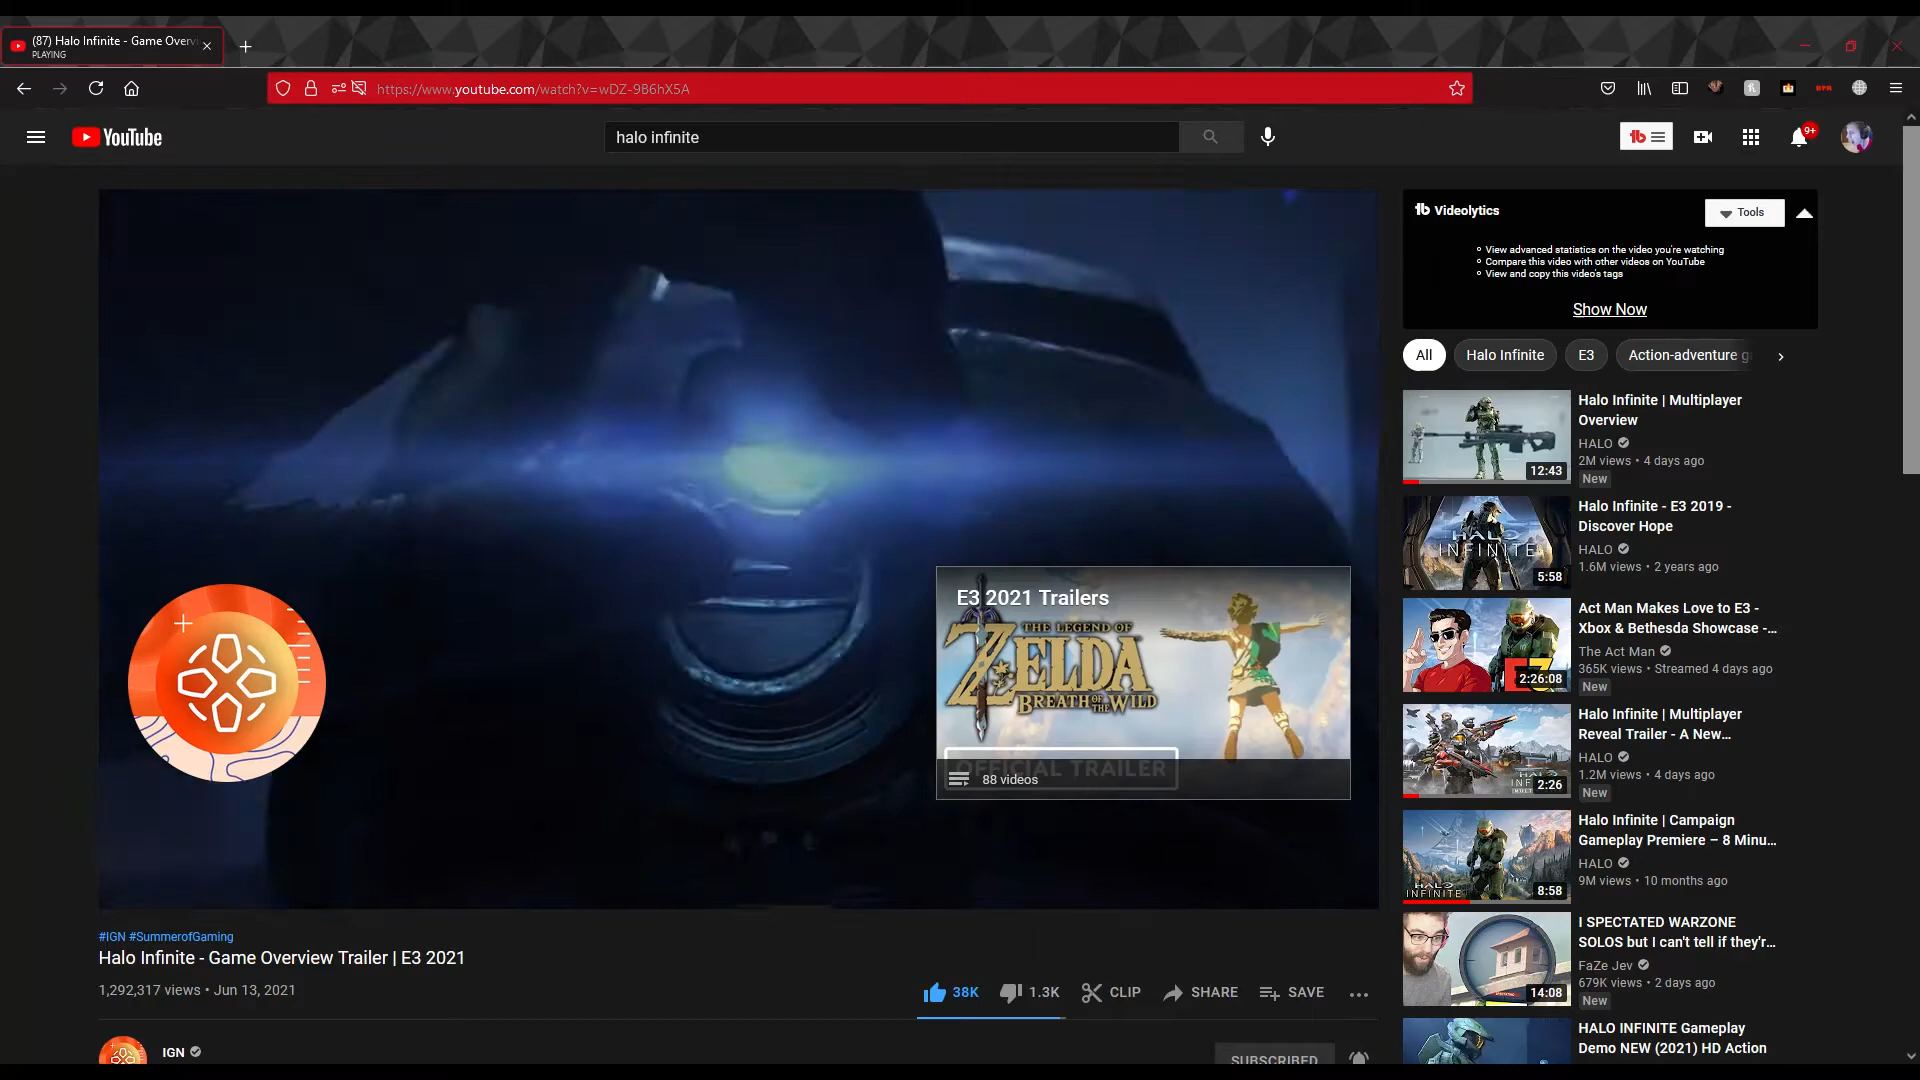 (87) Halo Infinite - Game Overv
PLAYING
https://www.youtube.com/watch?v=wDZ-9B6hX5A
YouTube
halo infinite
9+
Videolytics
Tools
View advanced statistics on the video you're watching
Compare this video with other videos on YouTube
View and copy this video's tags
Show Now
All
Halo Infinite
E3
Action-adventure g
E3 2021 Trailers
THE LEGEND OF
ZELDA
BREATH OF THE WILD
OFFICIAL TRAILER
88 videos
#IGN #SummerofGaming
Halo Infinite - Game Overview Trailer | E3 2021
1,292,317 views • Jun 13, 2021
38K
1.3K
CLIP
SHARE
SAVE
IGN
SUBSCRIBED
12:43
Halo Infinite | Multiplayer
Overview
HALO
2M views • 4 days ago
New
HALO
INFINITE
5:58
Halo Infinite - E3 2019 -
Discover Hope
HALO
1.6M views • 2 years ago
E3
2:26:08
Act Man Makes Love to E3 -
Xbox & Bethesda Showcase -...
The Act Man
365K views • Streamed 4 days ago
New
2:26
Halo Infinite | Multiplayer
Reveal Trailer - A New...
HALO
1.2M views • 4 days ago
New
HALO
INFINITE
8:58
Halo Infinite | Campaign
Gameplay Premiere – 8 Minu...
HALO
9M views • 10 months ago
14:08
I SPECTATED WARZONE
SOLOS but I can't tell if they'r...
FaZe Jev
679K views • 2 days ago
New
HALO INFINITE Gameplay
Demo NEW (2021) HD Action